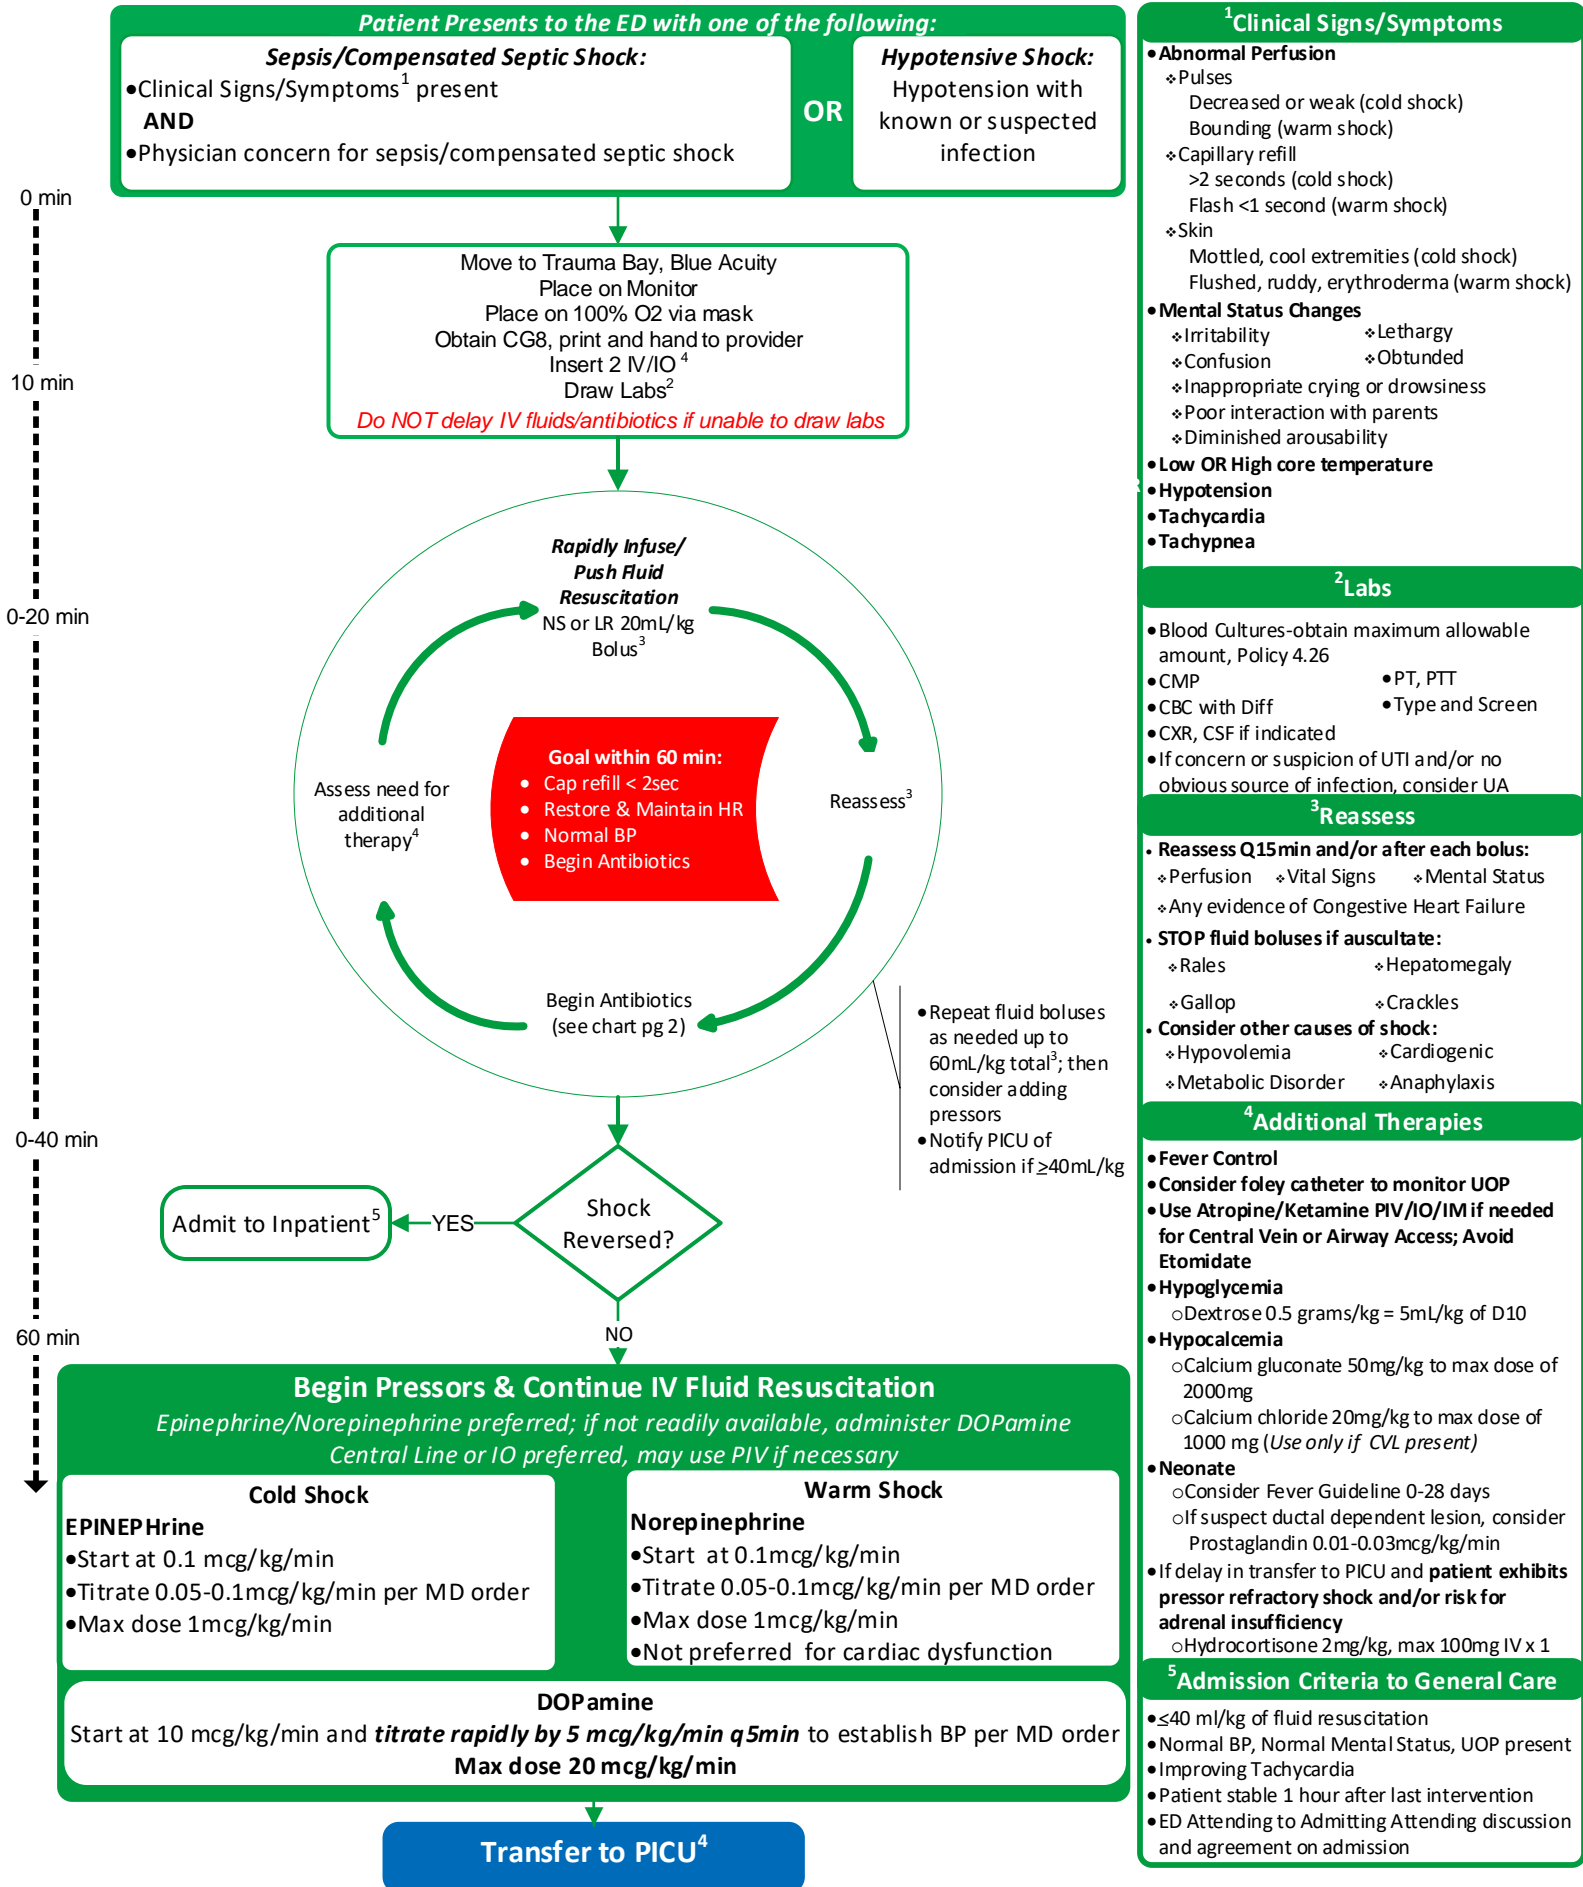 Patient Presents to the ED with one of the following:
Sepsis/Compensated Septic Shock:
•Clinical Signs/Symptoms1 present
AND
•Physician concern for sepsis/compensated septic shock
OR
Hypotensive Shock:
Hypotension with
known or suspected
infection
0 min
10 min
0-20 min
0-40 min
60 min
Move to Trauma Bay, Blue Acuity
Place on Monitor
Place on 100% O2 via mask
Obtain CG8, print and hand to provider
Insert 2 IV/IO 4
Draw Labs2
Do NOT delay IV fluids/antibiotics if unable to draw labs
Rapidly Infuse/
Push Fluid
Resuscitation
NS or LR 20mL/kg
Bolus3
Reassess3
Begin Antibiotics
(see chart pg 2)
Assess need for
additional
therapy4
Goal within 60 min:
• Cap refill < 2sec
• Restore & Maintain HR
• Normal BP
• Begin Antibiotics
•Repeat fluid boluses
as needed up to
60mL/kg total3; then
consider adding
pressors
•Notify PICU of
admission if ≥40mL/kg
Shock
Reversed?
YES
Admit to Inpatient5
NO
Begin Pressors & Continue IV Fluid Resuscitation
Epinephrine/Norepinephrine preferred; if not readily available, administer DOPamine
Central Line or IO preferred, may use PIV if necessary
Cold Shock
EPINEPHrine
•Start at 0.1 mcg/kg/min
•Titrate 0.05-0.1mcg/kg/min per MD order
•Max dose 1mcg/kg/min
Warm Shock
Norepinephrine
•Start at 0.1mcg/kg/min
•Titrate 0.05-0.1mcg/kg/min per MD order
•Max dose 1mcg/kg/min
•Not preferred for cardiac dysfunction
DOPamine
Start at 10 mcg/kg/min and titrate rapidly by 5 mcg/kg/min q5min to establish BP per MD order
Max dose 20 mcg/kg/min
Transfer to PICU4
1Clinical Signs/Symptoms
•Abnormal Perfusion
❖Pulses
Decreased or weak (cold shock)
Bounding (warm shock)
❖Capillary refill
>2 seconds (cold shock)
Flash <1 second (warm shock)
❖Skin
Mottled, cool extremities (cold shock)
Flushed, ruddy, erythroderma (warm shock)
•Mental Status Changes
❖Irritability ❖Lethargy
❖Confusion ❖Obtunded
❖Inappropriate crying or drowsiness
❖Poor interaction with parents
❖Diminished arousability
•Low OR High core temperature
•Hypotension
•Tachycardia
•Tachypnea
2Labs
•Blood Cultures-obtain maximum allowable
amount, Policy 4.26
•CMP •PT, PTT
•CBC with Diff •Type and Screen
•CXR, CSF if indicated
•If concern or suspicion of UTI and/or no
obvious source of infection, consider UA
3Reassess
• Reassess Q15min and/or after each bolus:
❖Perfusion ❖Vital Signs ❖Mental Status
❖Any evidence of Congestive Heart Failure
• STOP fluid boluses if auscultate:
❖Rales ❖Hepatomegaly
❖Gallop ❖Crackles
• Consider other causes of shock:
❖Hypovolemia ❖Cardiogenic
❖Metabolic Disorder ❖Anaphylaxis
4Additional Therapies
•Fever Control
•Consider foley catheter to monitor UOP
•Use Atropine/Ketamine PIV/IO/IM if needed
for Central Vein or Airway Access; Avoid
Etomidate
•Hypoglycemia
○Dextrose 0.5 grams/kg = 5mL/kg of D10
•Hypocalcemia
○Calcium gluconate 50mg/kg to max dose of
2000mg
○Calcium chloride 20mg/kg to max dose of
1000 mg (Use only if CVL present)
•Neonate
○Consider Fever Guideline 0-28 days
○If suspect ductal dependent lesion, consider
Prostaglandin 0.01-0.03mcg/kg/min
•If delay in transfer to PICU and patient exhibits
pressor refractory shock and/or risk for
adrenal insufficiency
○Hydrocortisone 2mg/kg, max 100mg IV x 1
5Admission Criteria to General Care
•≤40 ml/kg of fluid resuscitation
•Normal BP, Normal Mental Status, UOP present
•Improving Tachycardia
•Patient stable 1 hour after last intervention
•ED Attending to Admitting Attending discussion
and agreement on admission